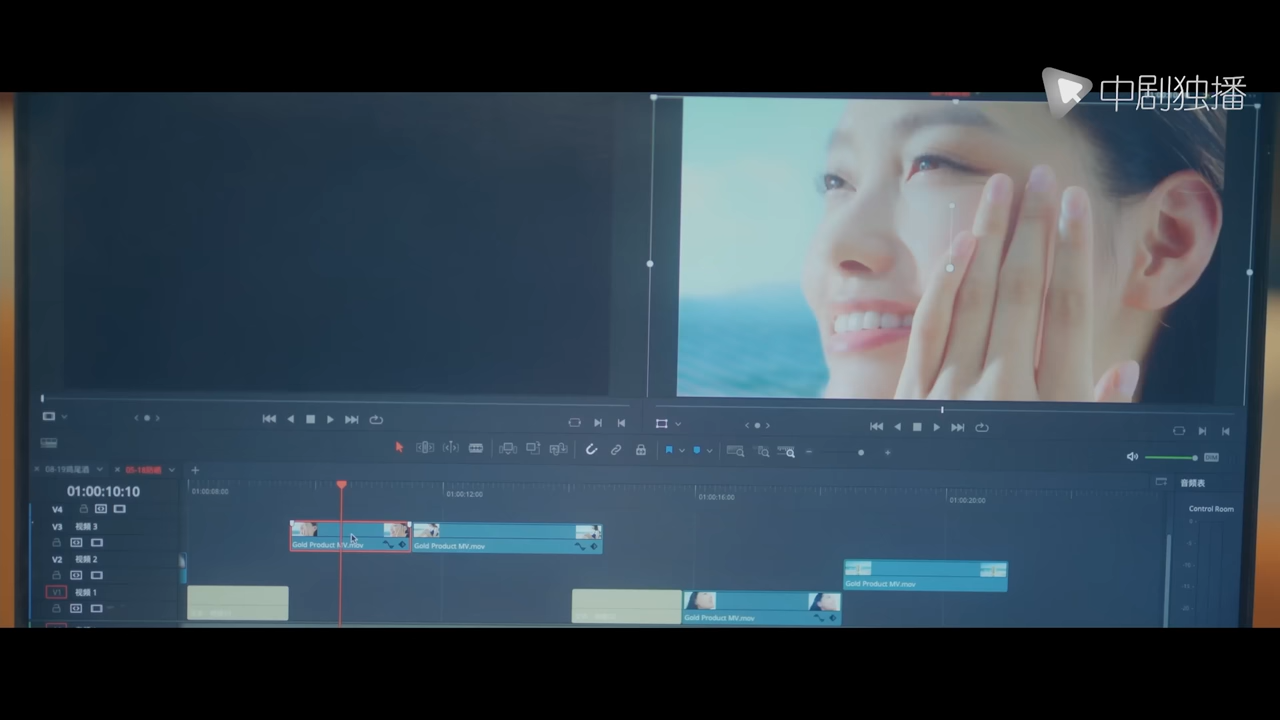 中剧独播
01:00:10:10
01:00:08:00
01:00:12:00
01:00:16:00
01:00:20:00
音频表
Control Room
V4
V3 视频 3
Gold Product MV.mov
Gold Product MV.mov
V2 视频 2
Gold Product MV.mov
V1 视频 1
Gold Product MV.mov
DIM